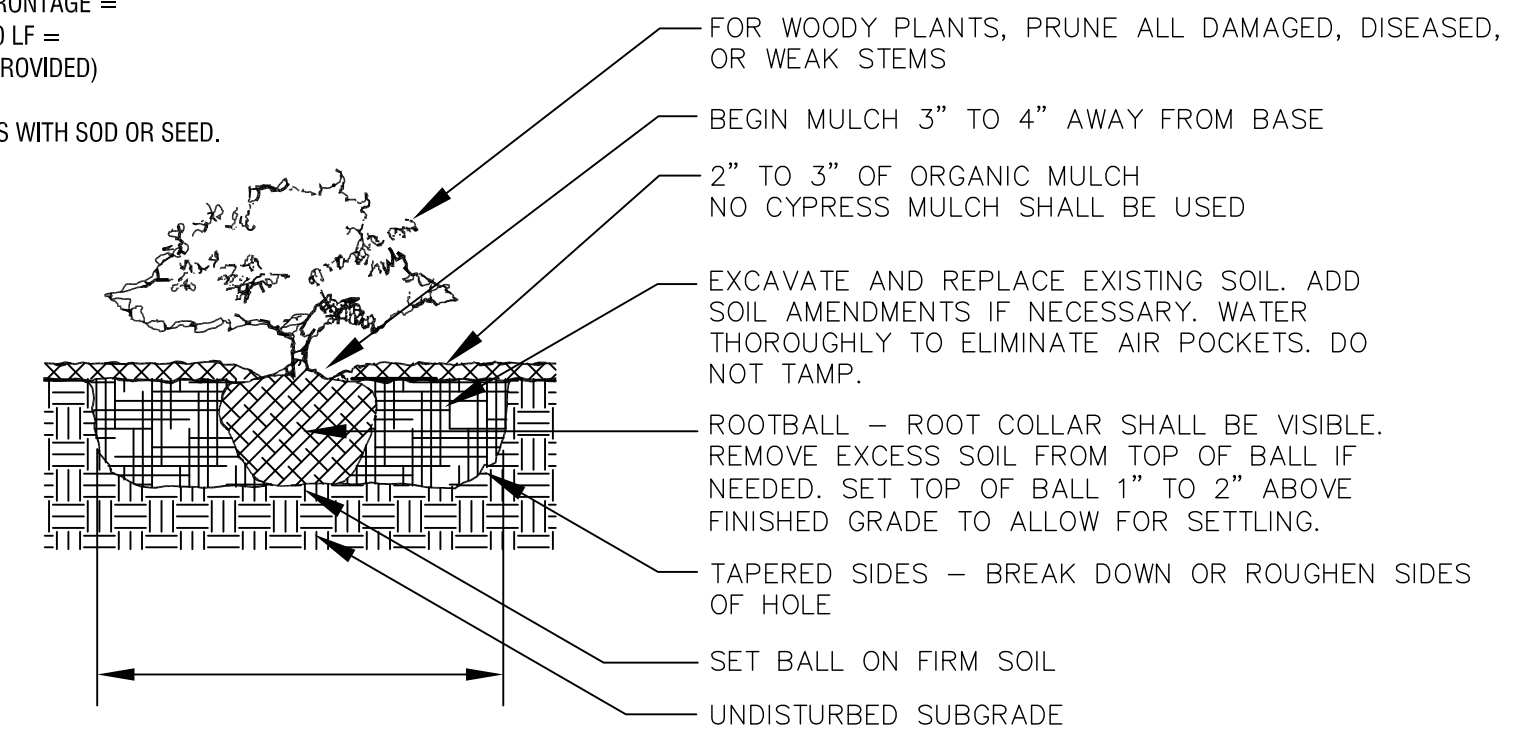 RONTAGE =
LF =
ROVIDED)
S WITH SOD OR SEED.
FOR WOODY PLANTS, PRUNE ALL DAMAGED, DISEASED,
OR WEAK STEMS
BEGIN MULCH 3” TO 4” AWAY FROM BASE
2” TO 3” OF ORGANIC MULCH
NO CYPRESS MULCH SHALL BE USED
EXCAVATE AND REPLACE EXISTING SOIL. ADD
SOIL AMENDMENTS IF NECESSARY. WATER
THOROUGHLY TO ELIMINATE AIR POCKETS. DO
NOT TAMP.
ROOTBALL – ROOT COLLAR SHALL BE VISIBLE.
REMOVE EXCESS SOIL FROM TOP OF BALL IF
NEEDED. SET TOP OF BALL 1” TO 2” ABOVE
FINISHED GRADE TO ALLOW FOR SETTLING.
TAPERED SIDES – BREAK DOWN OR ROUGHEN SIDES
OF HOLE
SET BALL ON FIRM SOIL
UNDISTURBED SUBGRADE